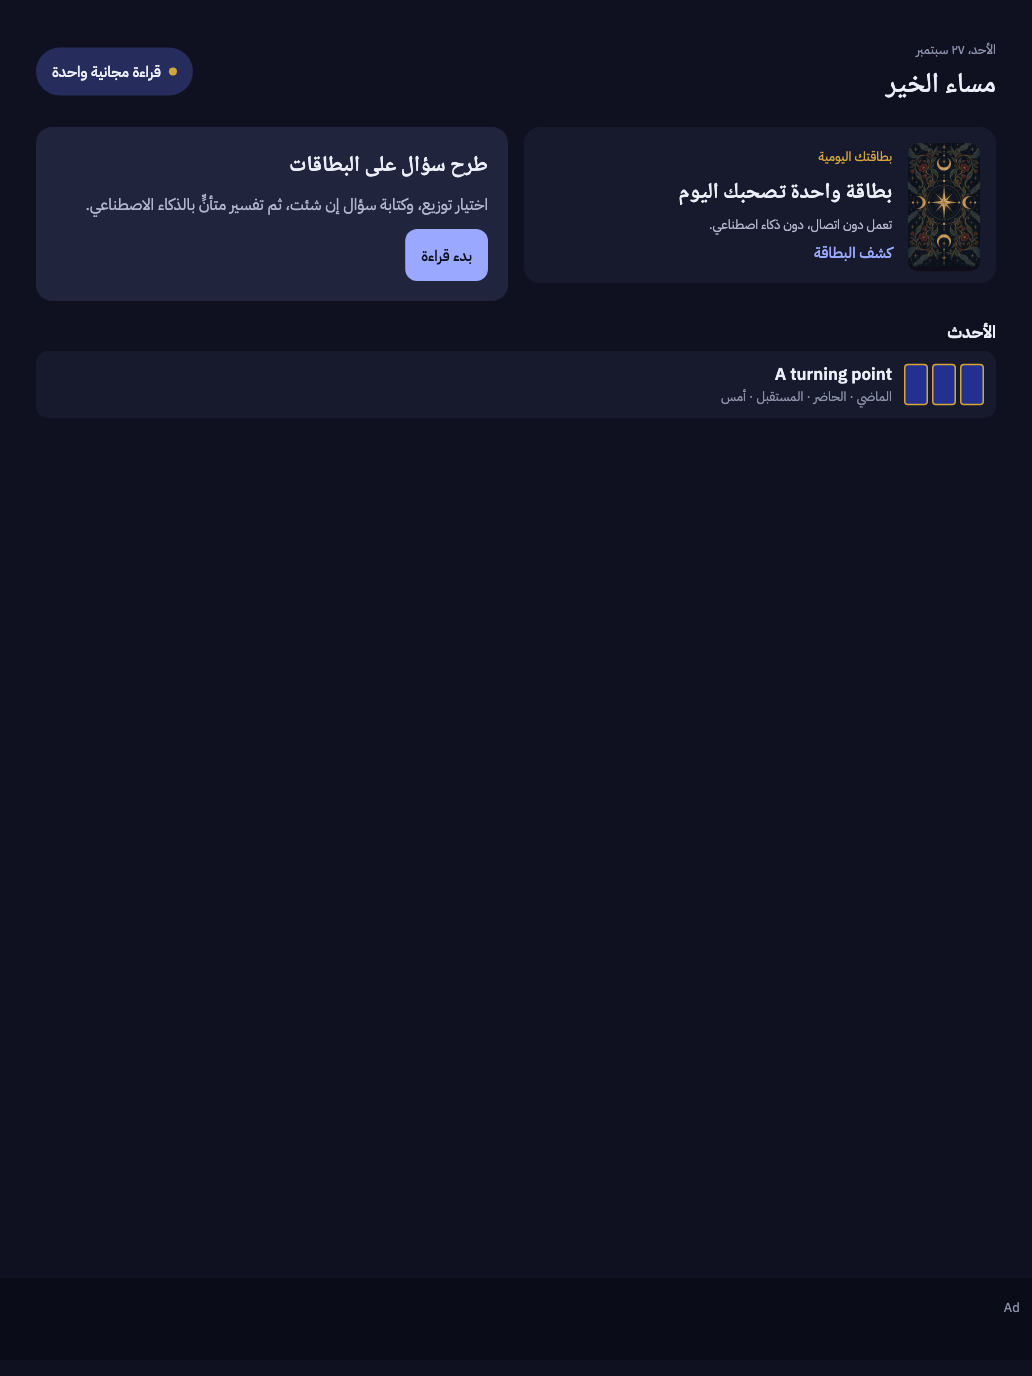 الأحد، ٢٧ سبتمبر
مساء الخير
قراءة مجانية واحدة
بطاقتك اليومية
بطاقة واحدة تصحبك اليوم
تعمل دون اتصال، دون ذكاء اصطناعي.
كشف البطاقة
طرح سؤال على البطاقات
اختيار توزيع، وكتابة سؤال إن شئت، ثم تفسير متأنٍّ بالذكاء الاصطناعي.
بدء قراءة
الأحدث
A turning point
الماضي · الحاضر · المستقبل · أمس
Ad